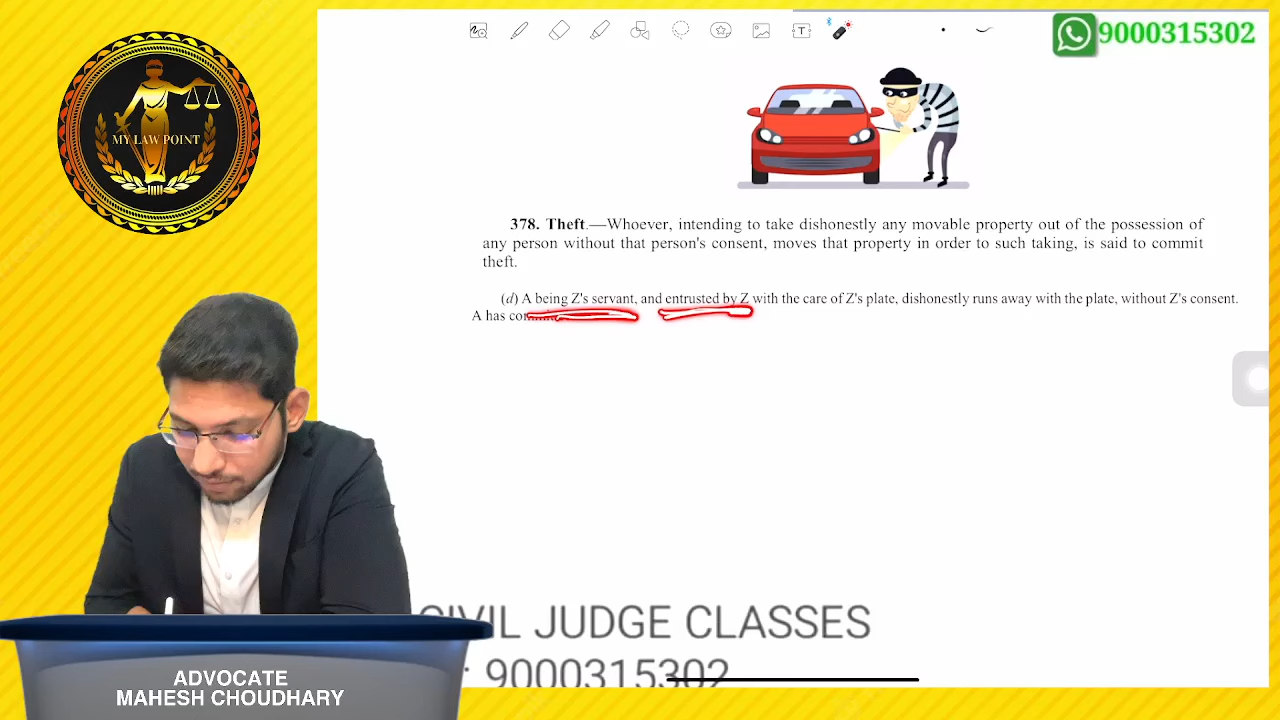 9000315302
MY LAW POINT
T
378. Theft.—Whoever, intending to take dishonestly any movable property out of the possession of
any person without that person's consent, moves that property in order to such taking, is said to commit
theft.
(d) A being Z's servant, and entrusted by Z with the care of Z's plate, dishonestly runs away with the plate, without Z's consent.
A has
CIVIL JUDGE CLASSES
: 9000315302
ADVOCATE
MAHESH CHOUDHARY